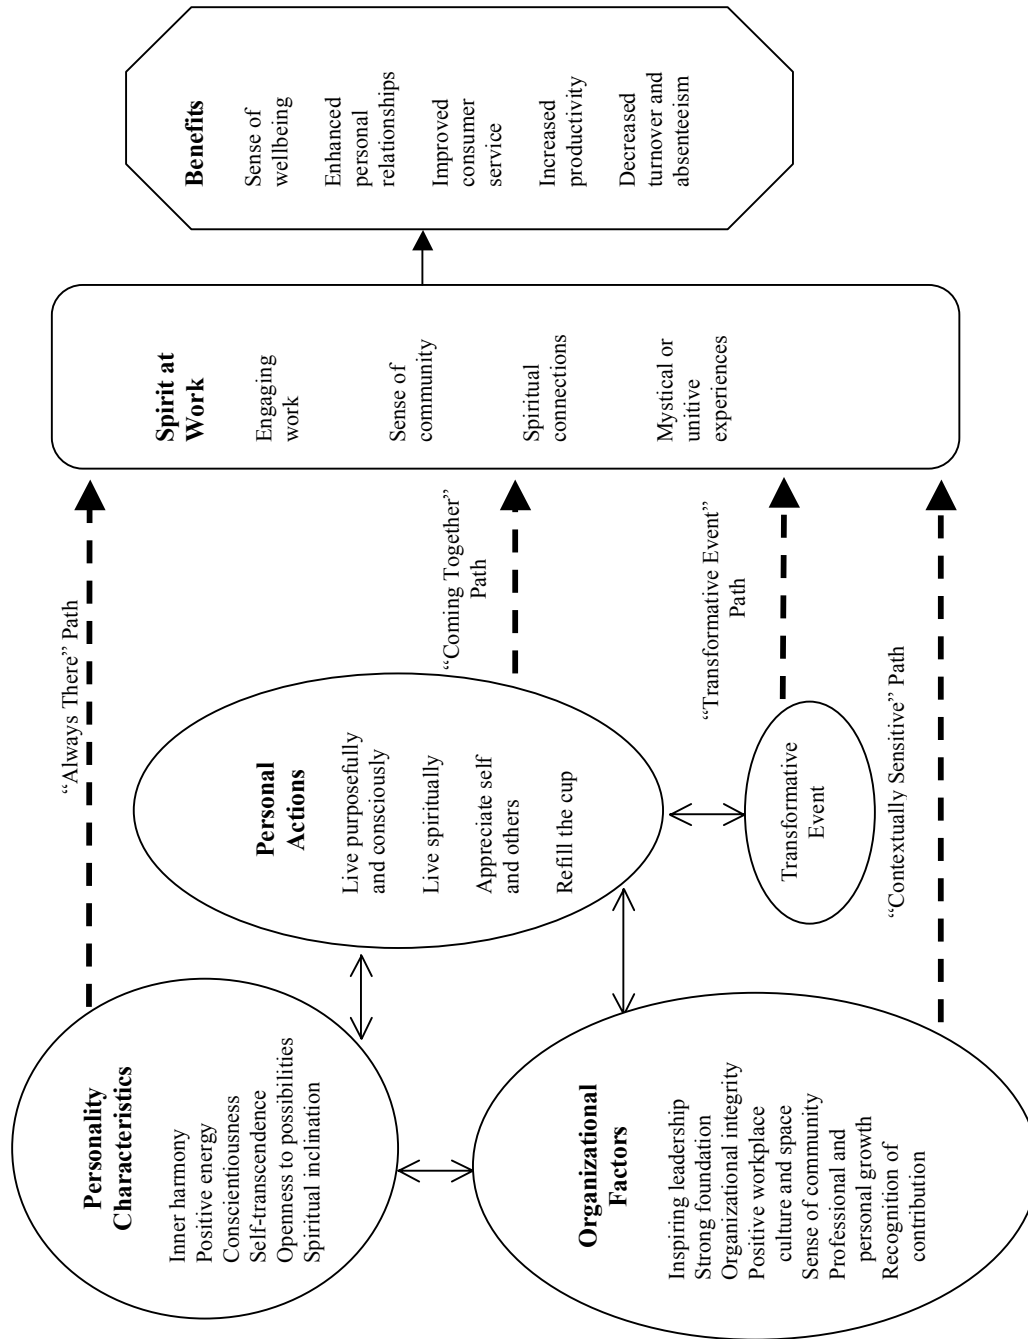 Personality
Characteristics
Inner harmony
Positive energy
Conscientiousness
Self-transcendence
Openness to possibilities
Spiritual inclination
Organizational
Factors
Inspiring leadership
Strong foundation
Organizational integrity
Positive workplace
culture and space
Sense of community
Professional and
personal growth
Recognition of
contribution
Personal
Actions
Live purposefully
and consciously
Live spiritually
Appreciate self
and others
Refill the cup
Transformative
Event
“Always There” Path
“Coming Together”
Path
“Transformative Event”
Path
“Contextually Sensitive” Path
Spirit at
Work
Engaging
work
Sense of
community
Spiritual
connections
Mystical or
unitive
experiences
Benefits
Sense of
wellbeing
Enhanced
personal
relationships
Improved
consumer
service
Increased
productivity
Decreased
turnover and
absenteeism